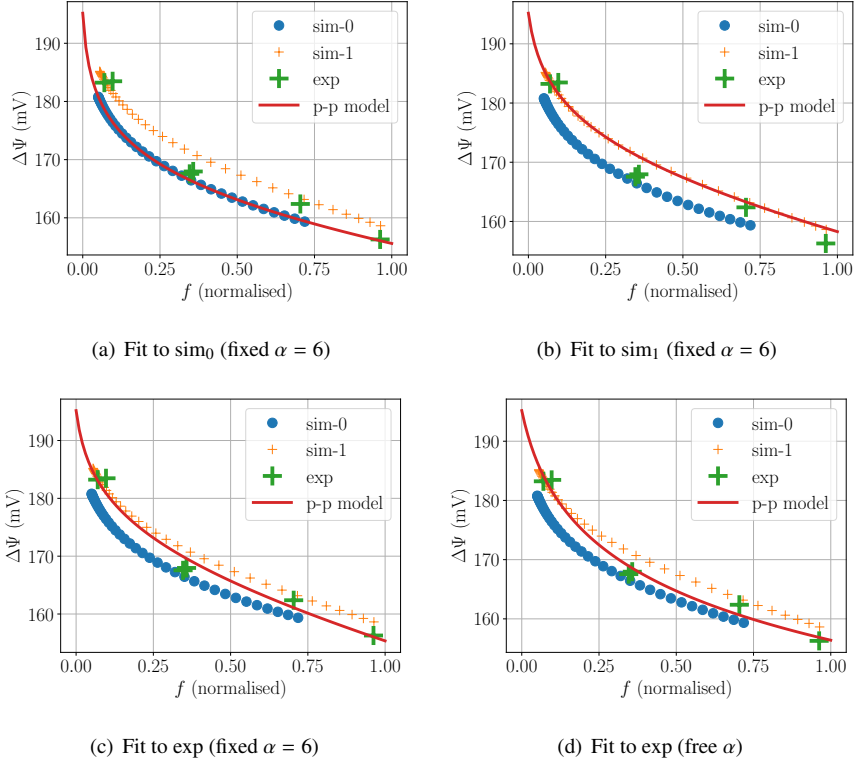 190
180
170
160
ΔΨ (mV)
sim-0
sim-1
exp
p-p model
0.00 0.25 0.50 0.75 1.00
f (normalised)
(a) Fit to sim₀ (fixed α = 6)
190
180
170
160
ΔΨ (mV)
sim-0
sim-1
exp
p-p model
0.00 0.25 0.50 0.75 1.00
f (normalised)
(b) Fit to sim₁ (fixed α = 6)
190
180
170
160
ΔΨ (mV)
sim-0
sim-1
exp
p-p model
0.00 0.25 0.50 0.75 1.00
f (normalised)
(c) Fit to exp (fixed α = 6)
190
180
170
160
ΔΨ (mV)
sim-0
sim-1
exp
p-p model
0.00 0.25 0.50 0.75 1.00
f (normalised)
(d) Fit to exp (free α)